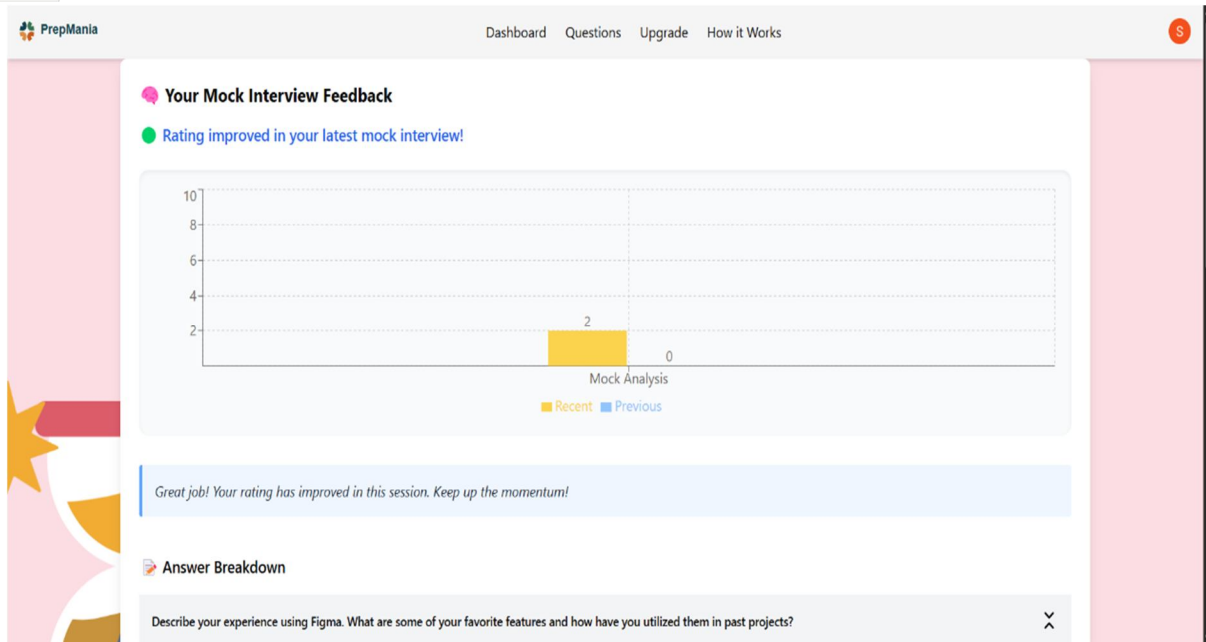 PrepMania
Dashboard Questions Upgrade How it Works
S
Your Mock Interview Feedback
Rating improved in your latest mock interview!
10
8
6
4
2
2
0
Mock Analysis
Recent Previous
Great job! Your rating has improved in this session. Keep up the momentum!
Answer Breakdown
Describe your experience using Figma. What are some of your favorite features and how have you utilized them in past projects?